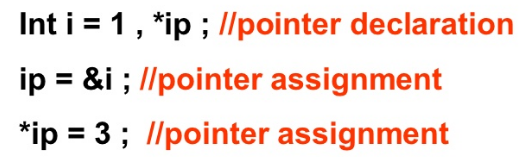 Int i = 1 , *ip ; //pointer declaration
ip = &i ; //pointer assignment
*ip = 3 ;  //pointer assignment